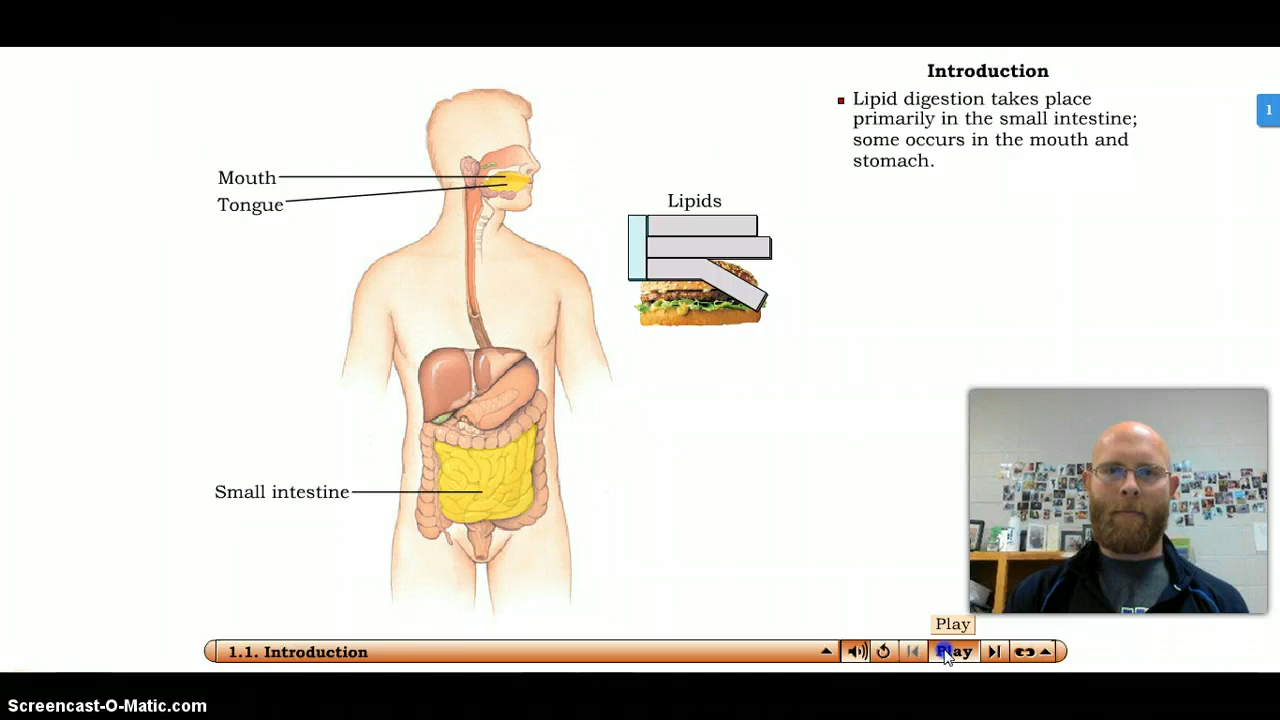 Introduction
Lipid digestion takes place
primarily in the small intestine;
some occurs in the mouth and
stomach.
1
Mouth
Tongue
Lipids
Small intestine
Play
1.1. Introduction
Play
Screencast-O-Matic.com